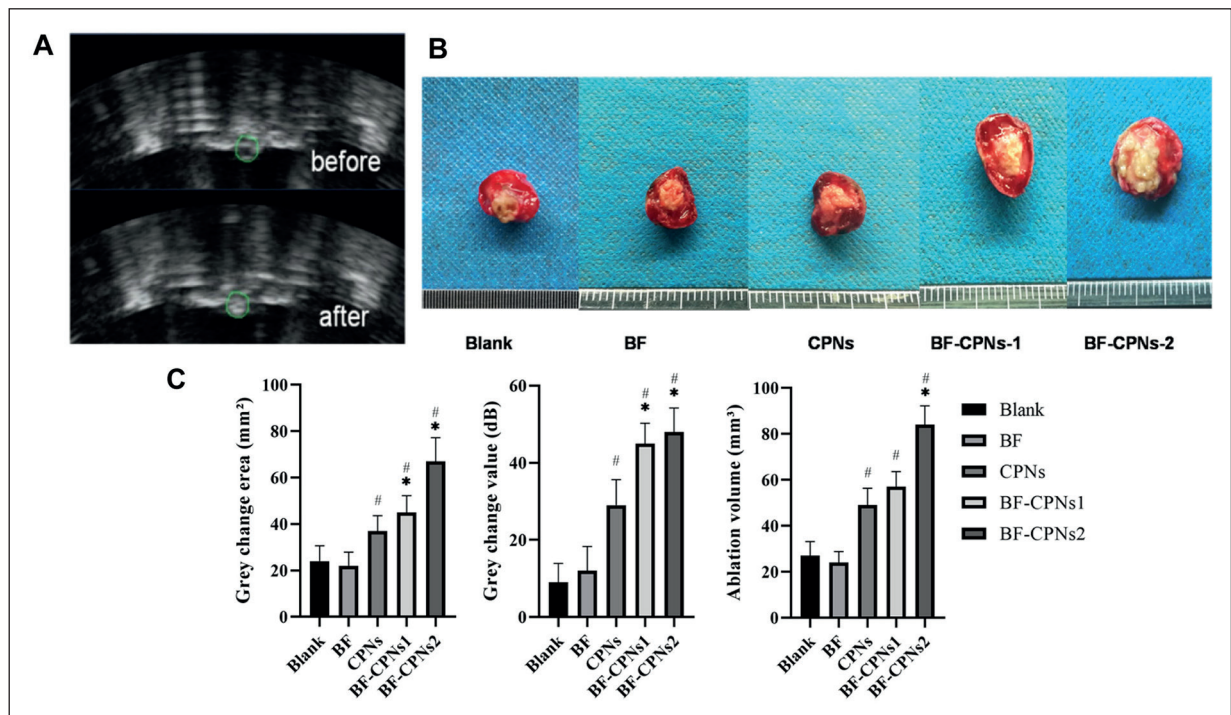 A
before
after
B
Blank
BF
CPNs
BF-CPNs-1
BF-CPNs-2
C
Grey change erea (mm²)
100
80
60
40
20
0
#
#
*
#
*
Blank
BF
CPNs
BF-CPNs1
BF-CPNs2
Grey change value (dB)
60
40
20
0
#
#
*
#
*
Blank
BF
CPNs
BF-CPNs1
BF-CPNs2
Ablation volume (mm³)
100
80
60
40
20
0
#
#
#
*
Blank
BF
CPNs
BF-CPNs1
BF-CPNs2
Blank
BF
CPNs
BF-CPNs1
BF-CPNs2